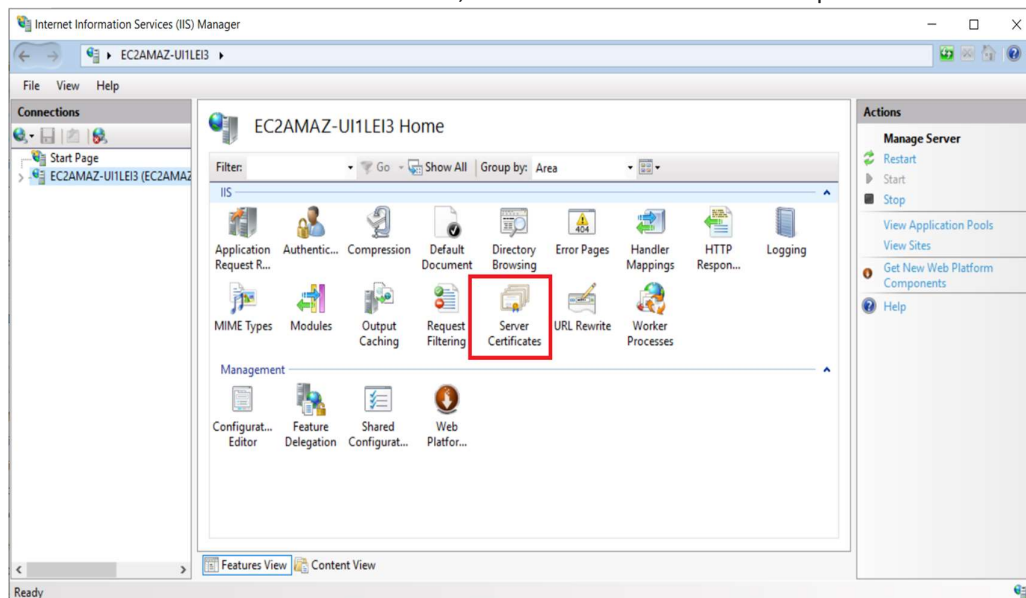 Internet Information Services (IIS) Manager
EC2AMAZ-UI1LEI3
File View Help
Connections
Start Page
EC2AMAZ-UI1LEI3 (EC2AMAZ
EC2AMAZ-UI1LEI3 Home
Filter: Go Show All Group by: Area
IIS
Application Request R...
Authentic...
Compression
Default Document
Directory Browsing
Error Pages
Handler Mappings
HTTP Respon...
Logging
MIME Types
Modules
Output Caching
Request Filtering
Server Certificates
URL Rewrite
Worker Processes
Management
Configurat... Editor
Feature Delegation
Shared Configurat...
Web Platfor...
Features View Content View
Actions
Manage Server
Restart
Start
Stop
View Application Pools
View Sites
Get New Web Platform
Components
Help
Ready